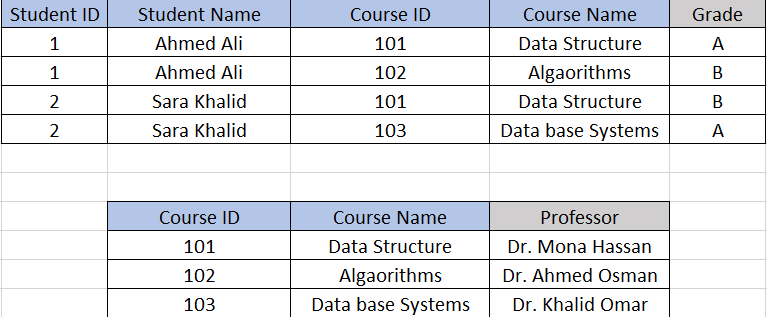 Student ID Student Name Course ID Course Name Grade
1 Ahmed Ali 101 Data Structure A
1 Ahmed Ali 102 Algaorithms B
2 Sara Khalid 101 Data Structure B
2 Sara Khalid 103 Data base Systems A
Course ID Course Name Professor
101 Data Structure Dr. Mona Hassan
102 Algaorithms Dr. Ahmed Osman
103 Data base Systems Dr. Khalid Omar